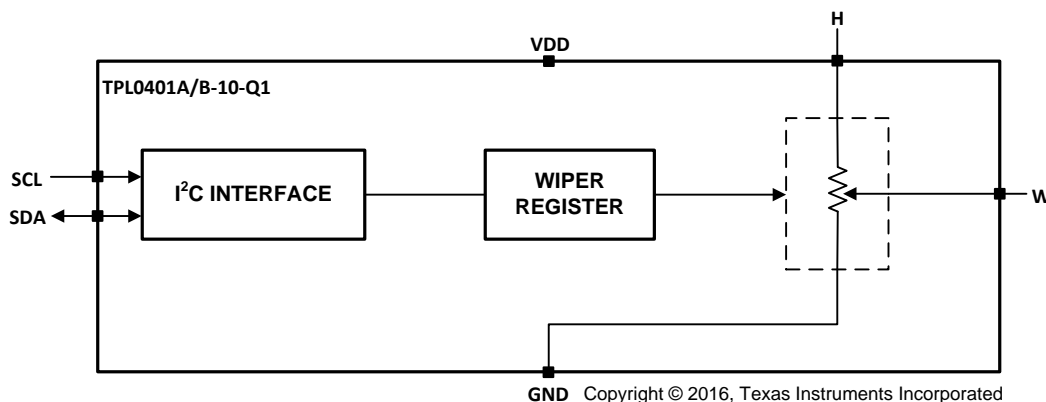 H
VDD
TPL0401A/B-10-Q1
SCL
SDA
I²C INTERFACE
WIPER
REGISTER
W
GND
Copyright © 2016, Texas Instruments Incorporated